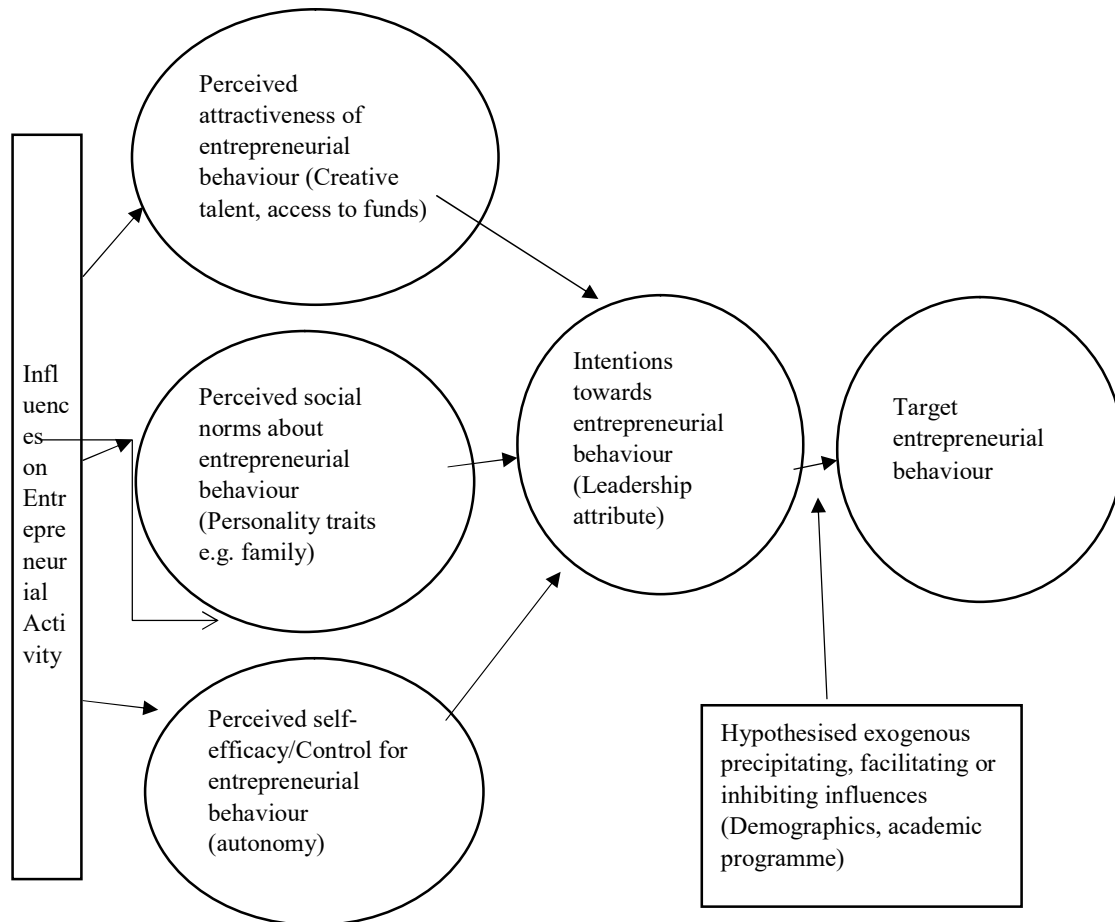 Perceived
attractiveness of
entrepreneurial
behaviour (Creative
talent, access to funds)
Infl
uenc
es
on
Entr
epre
neur
ial
Acti
vity
Perceived social
norms about
entrepreneurial
behaviour
(Personality traits
e.g. family)
Perceived self-
efficacy/Control for
entrepreneurial
behaviour
(autonomy)
Intentions
towards
entrepreneurial
behaviour
(Leadership
attribute)
Target
entrepreneurial
behaviour
Hypothesised exogenous
precipitating, facilitating or
inhibiting influences
(Demographics, academic
programme)